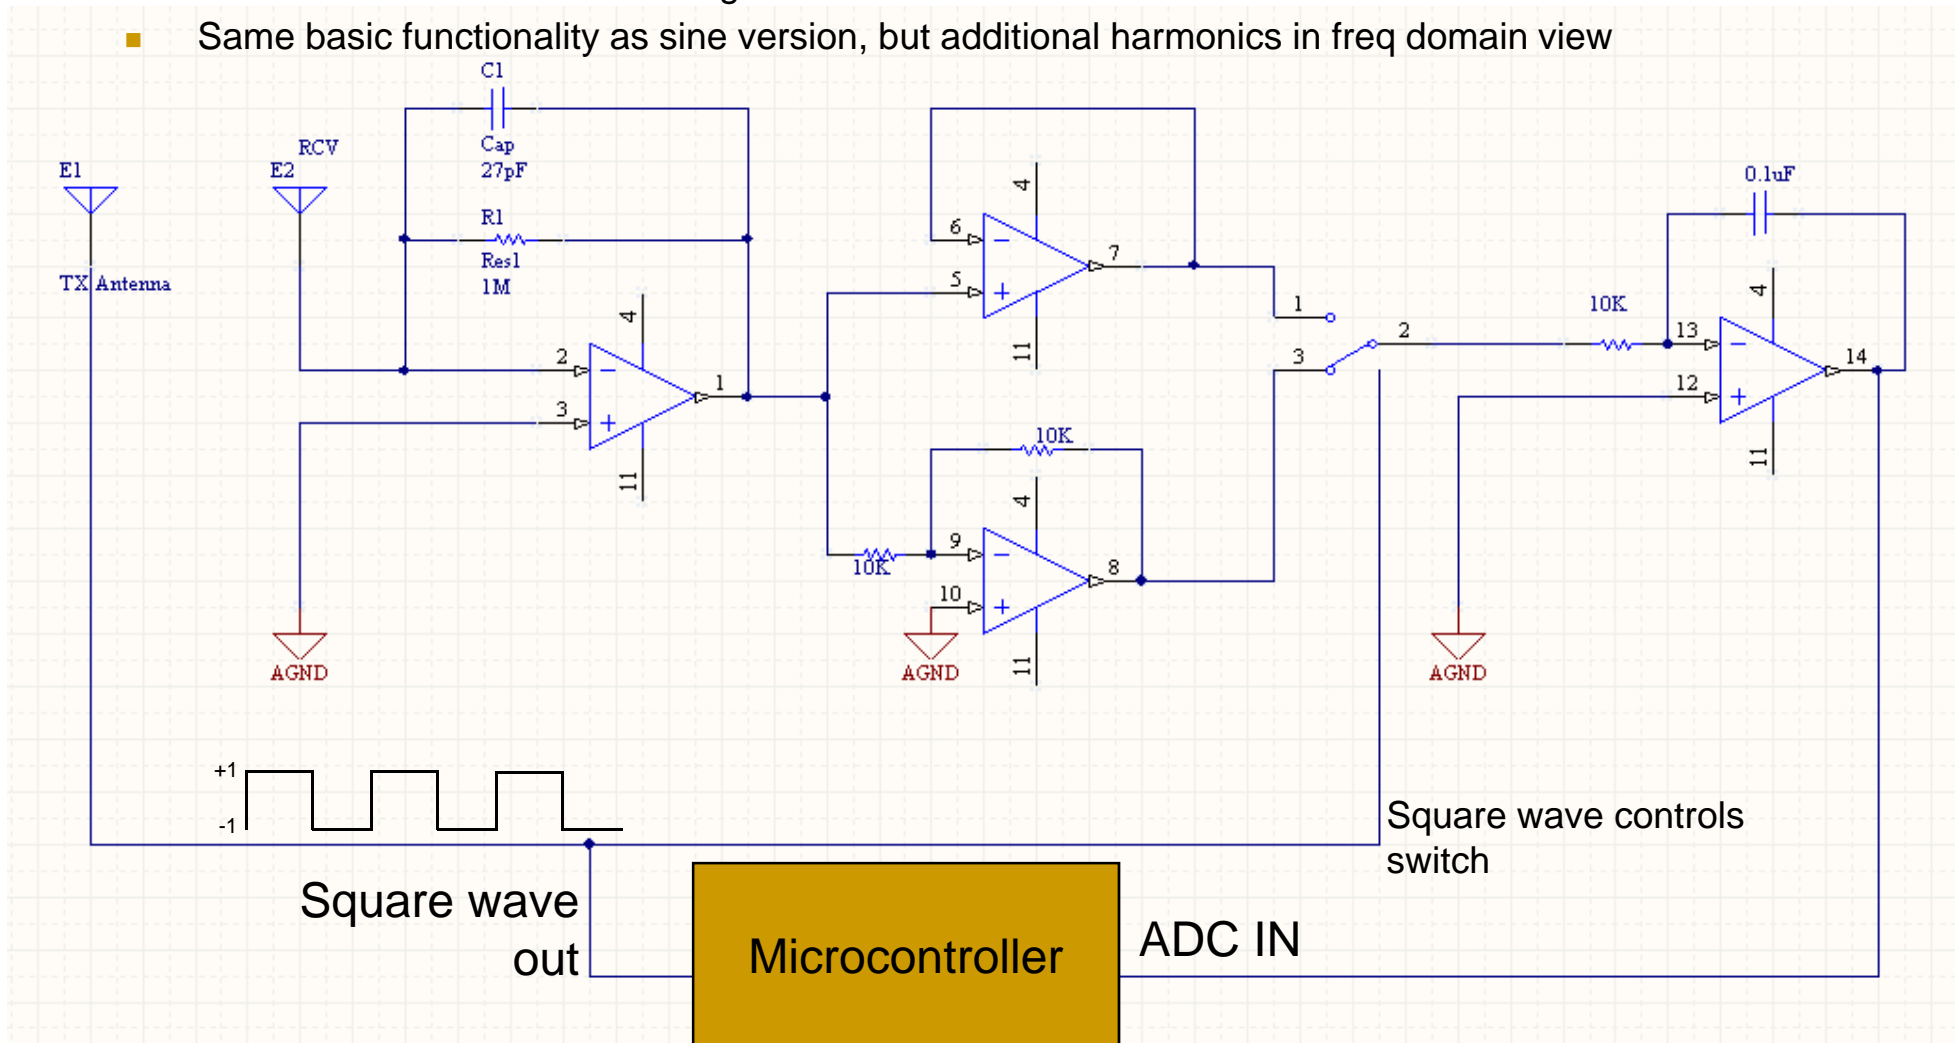 ■ Same basic functionality as sine version, but additional harmonics in freq domain view
C1
Cap
27pF
RCV
E1
E2
R1
Res1
1M
TX Antenna
4
2
3
1
11
4
6
5
7
11
10K
4
9
10K
10
8
11
1
3
2
0.1uF
10K
4
13
12
14
11
AGND
AGND
AGND
+1
-1
Square wave controls
switch
Square wave
out
Microcontroller
ADC IN